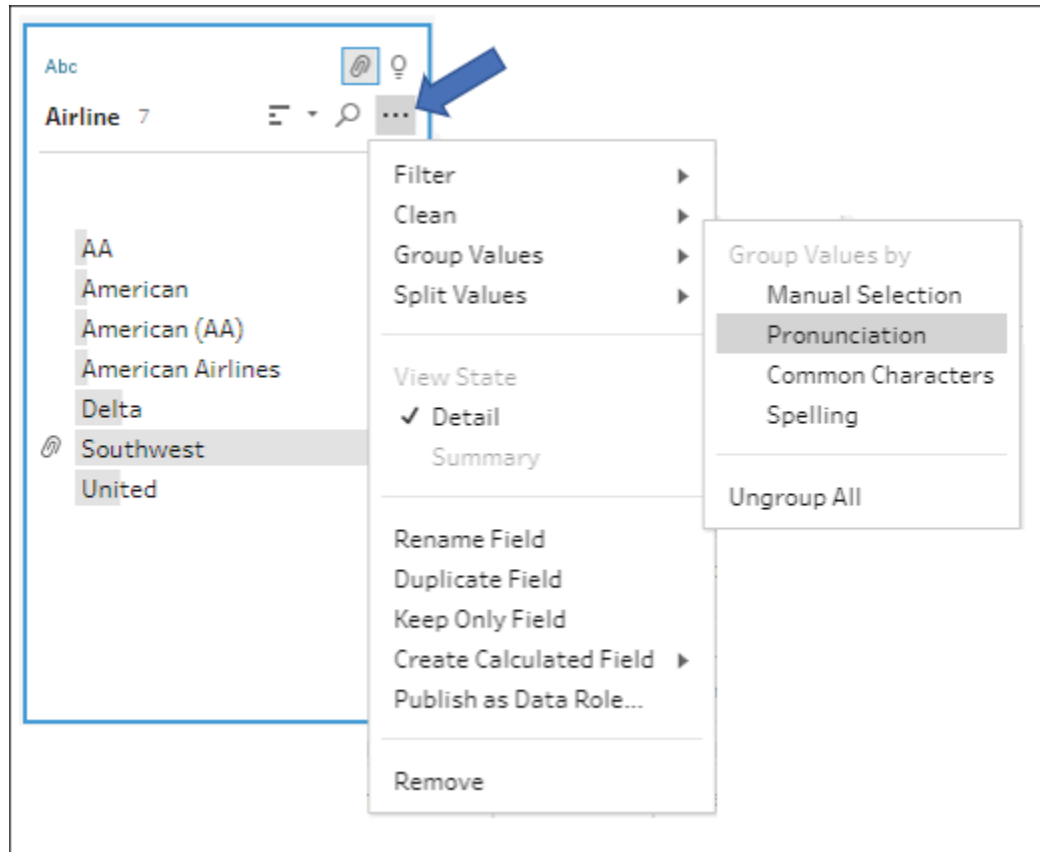 Abc
Airline 7
AA
American
American (AA)
American Airlines
Delta
Southwest
United
Filter
Clean
Group Values
Split Values
View State
Detail
Summary
Rename Field
Duplicate Field
Keep Only Field
Create Calculated Field
Publish as Data Role...
Remove
Group Values by
Manual Selection
Pronunciation
Common Characters
Spelling
Ungroup All